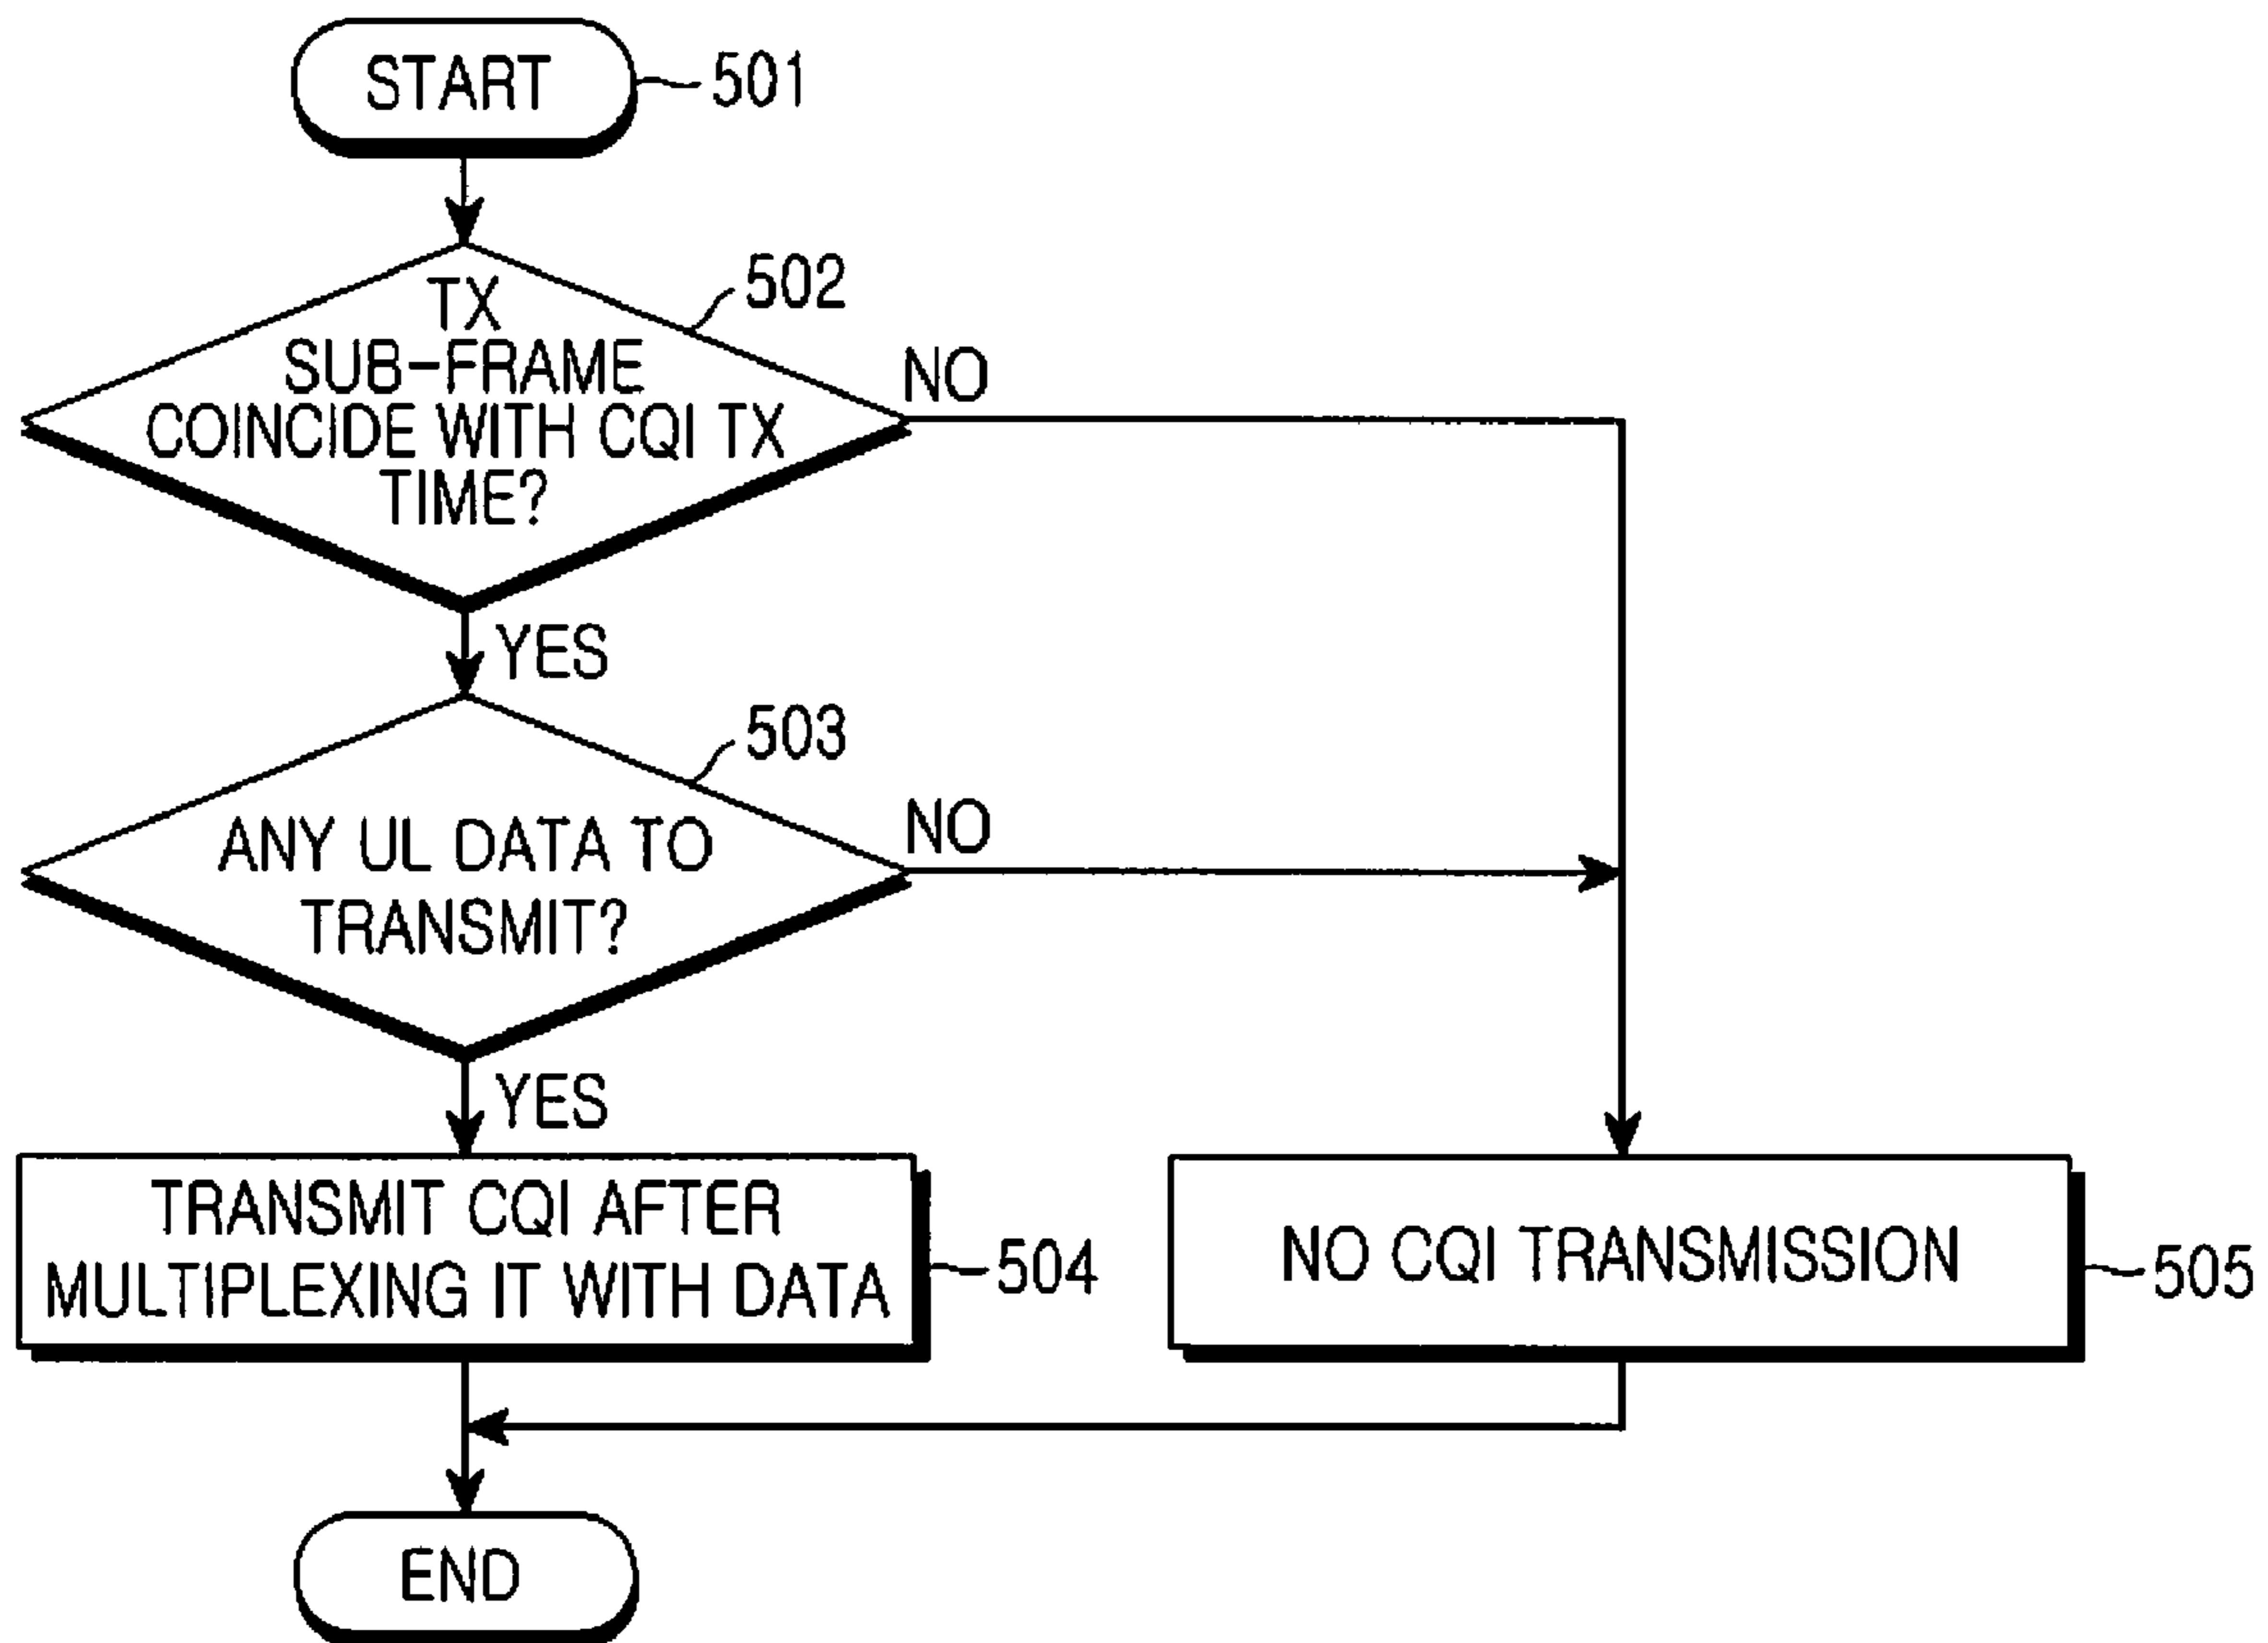 START
501
TX
SUB-FRAME
COINCIDE WITH CQI TX
TIME?
502
NO
YES
503
ANY UL DATA TO
TRANSMIT?
NO
YES
TRANSMIT CQI AFTER
MULTIPLEXING IT WITH DATA
504
NO CQI TRANSMISSION
505
END